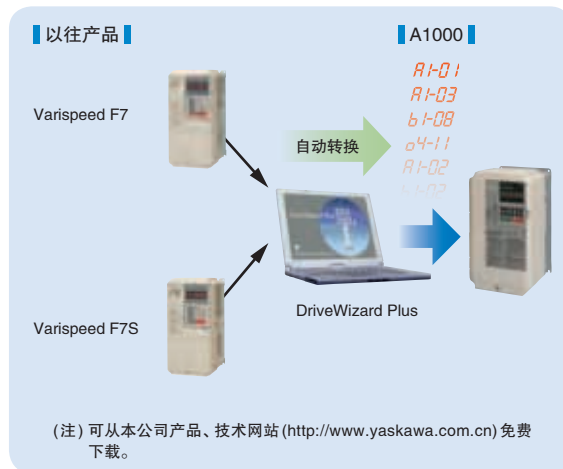 以往产品
A1000
A1-01
A1-03
b1-08
o4-11
A1-02
b1-02
Varispeed F7
自动转换
DriveWizard Plus
Varispeed F7S
(注) 可从本公司产品、技术网站(http://www.yaskawa.com.cn)免费
下载。